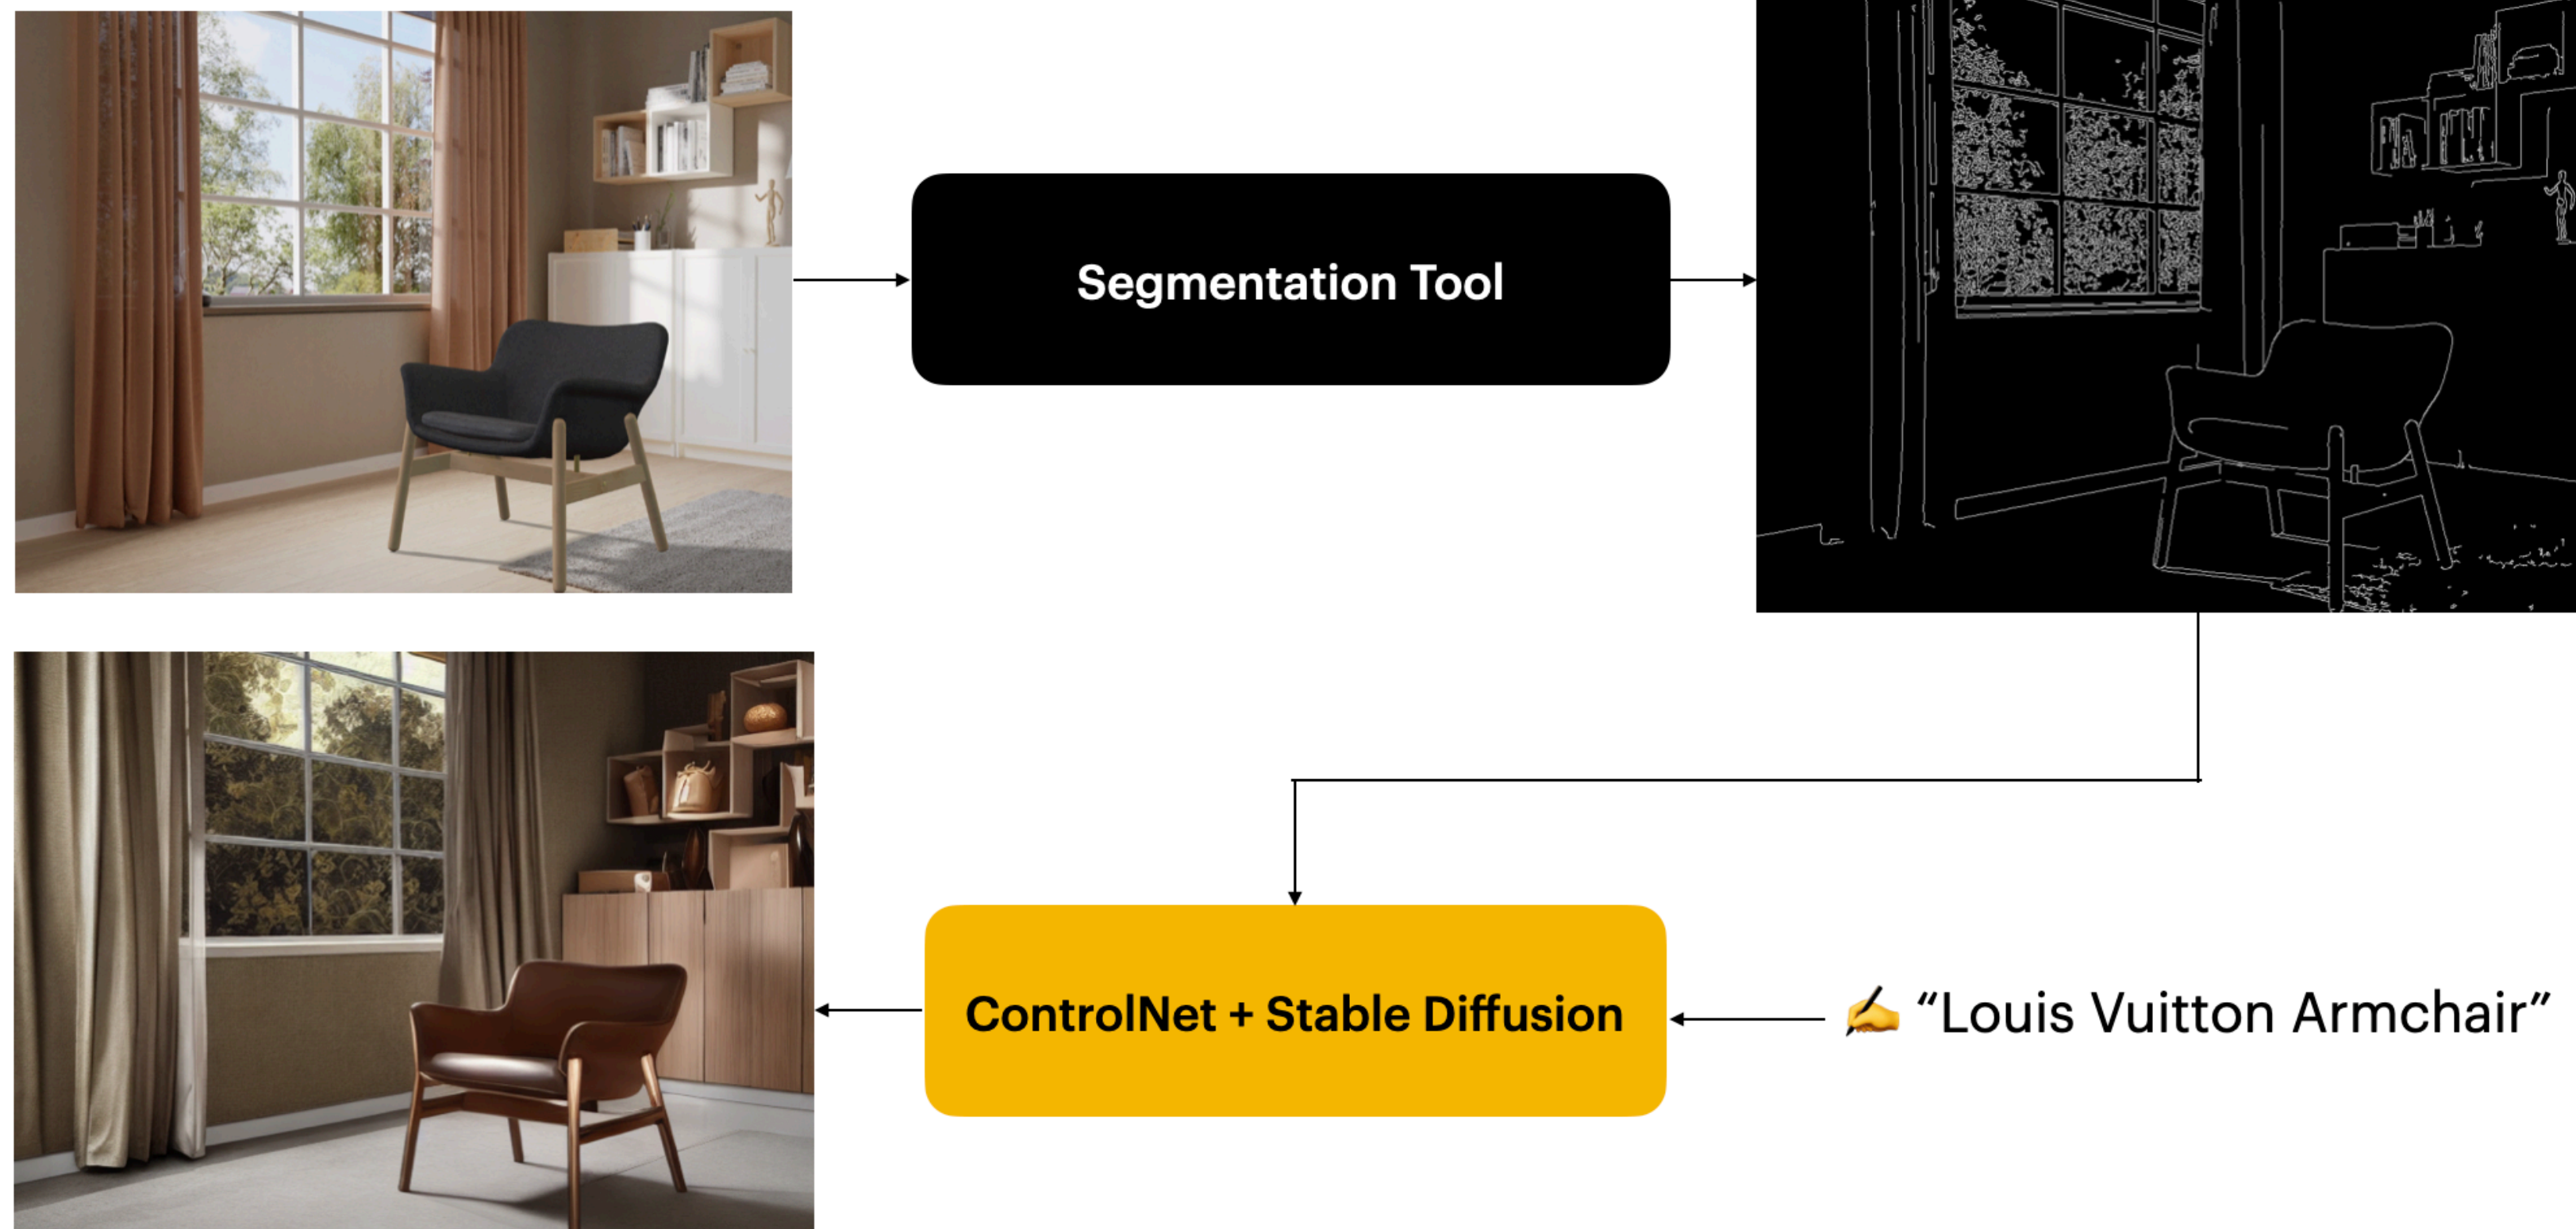 Segmentation Tool
ControlNet + Stable Diffusion
✍️ “Louis Vuitton Armchair”